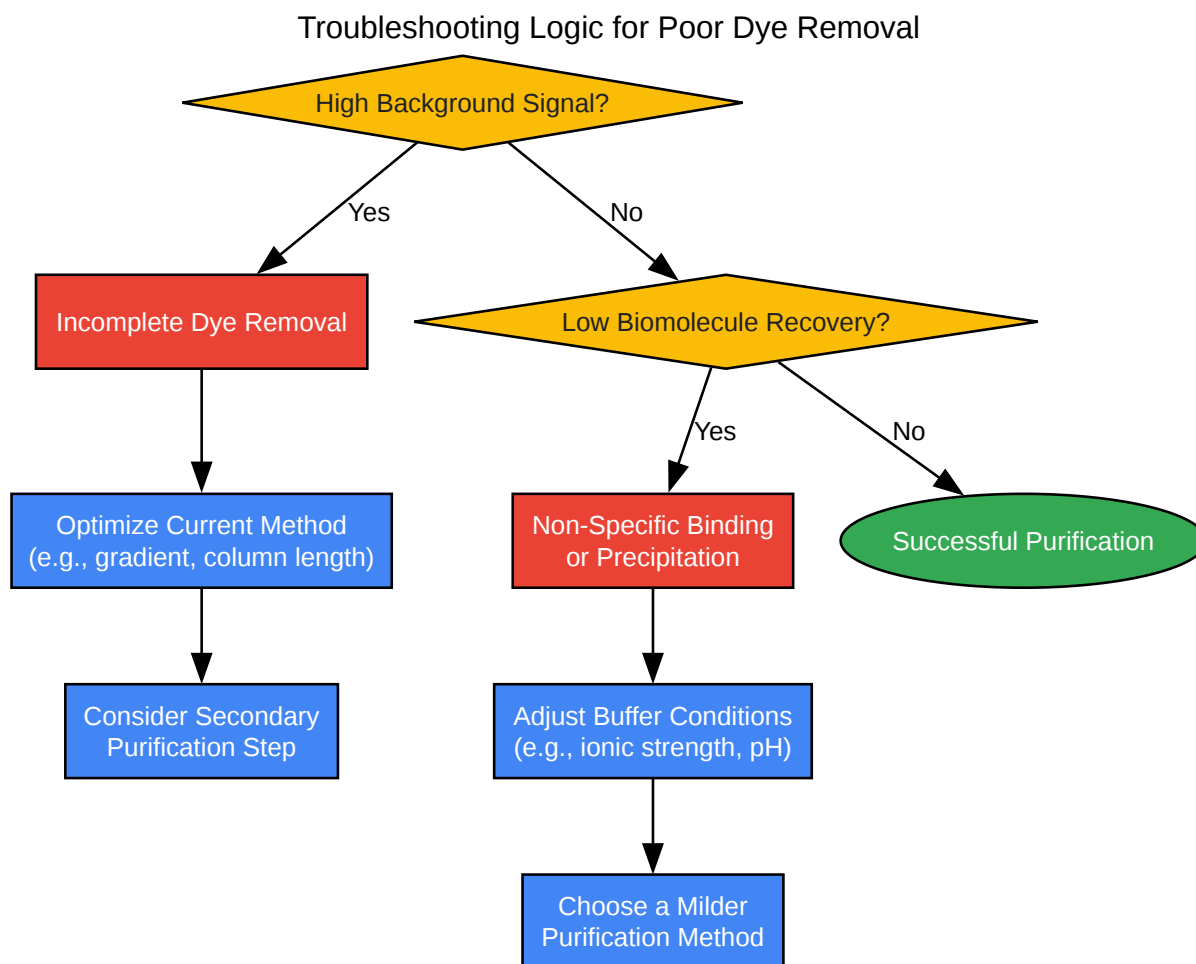 Troubleshooting Logic for Poor Dye Removal
High Background Signal?
Yes
No
Incomplete Dye Removal
Low Biomolecule Recovery?
Yes
No
Optimize Current Method
(e.g., gradient, column length)
Non-Specific Binding
or Precipitation
Successful Purification
Consider Secondary
Purification Step
Adjust Buffer Conditions
(e.g., ionic strength, pH)
Choose a Milder
Purification Method